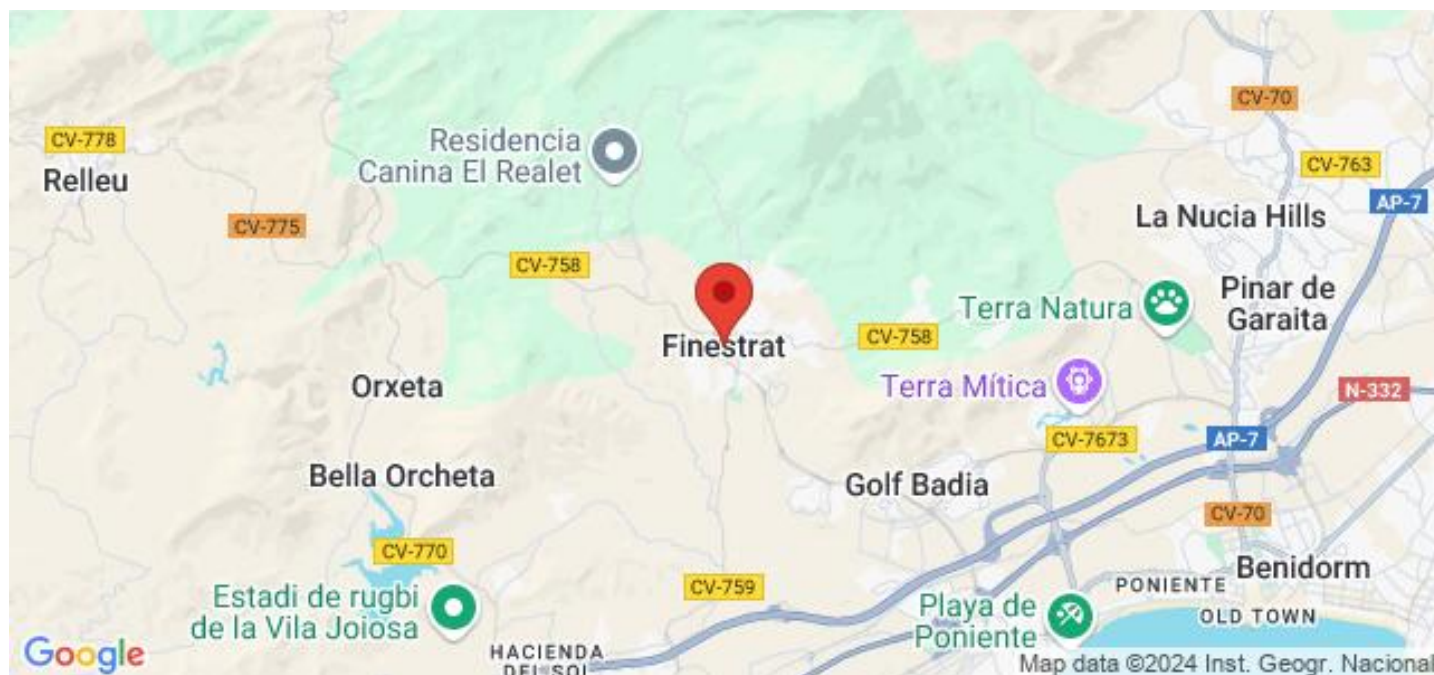 CV-70
CV-778
Residencia
Canina El Realet
CV-763
Relleu
AP-7
La Nucia Hills
CV-775
CV-758
Pinar de
Garaita
Terra Natura
CV-758
Finestrat
Orxeta
Terra Mítica
N-332
CV-7673
AP-7
Bella Orcheta
Golf Badia
CV-70
CV-770
Benidorm
CV-759
PONIENTE
Estadi de rugbi
de la Vila Joiosa
Playa de
Poniente
OLD TOWN
HACIENDA
DEL SOL
Google
Map data ©2024 Inst. Geogr. Nacional